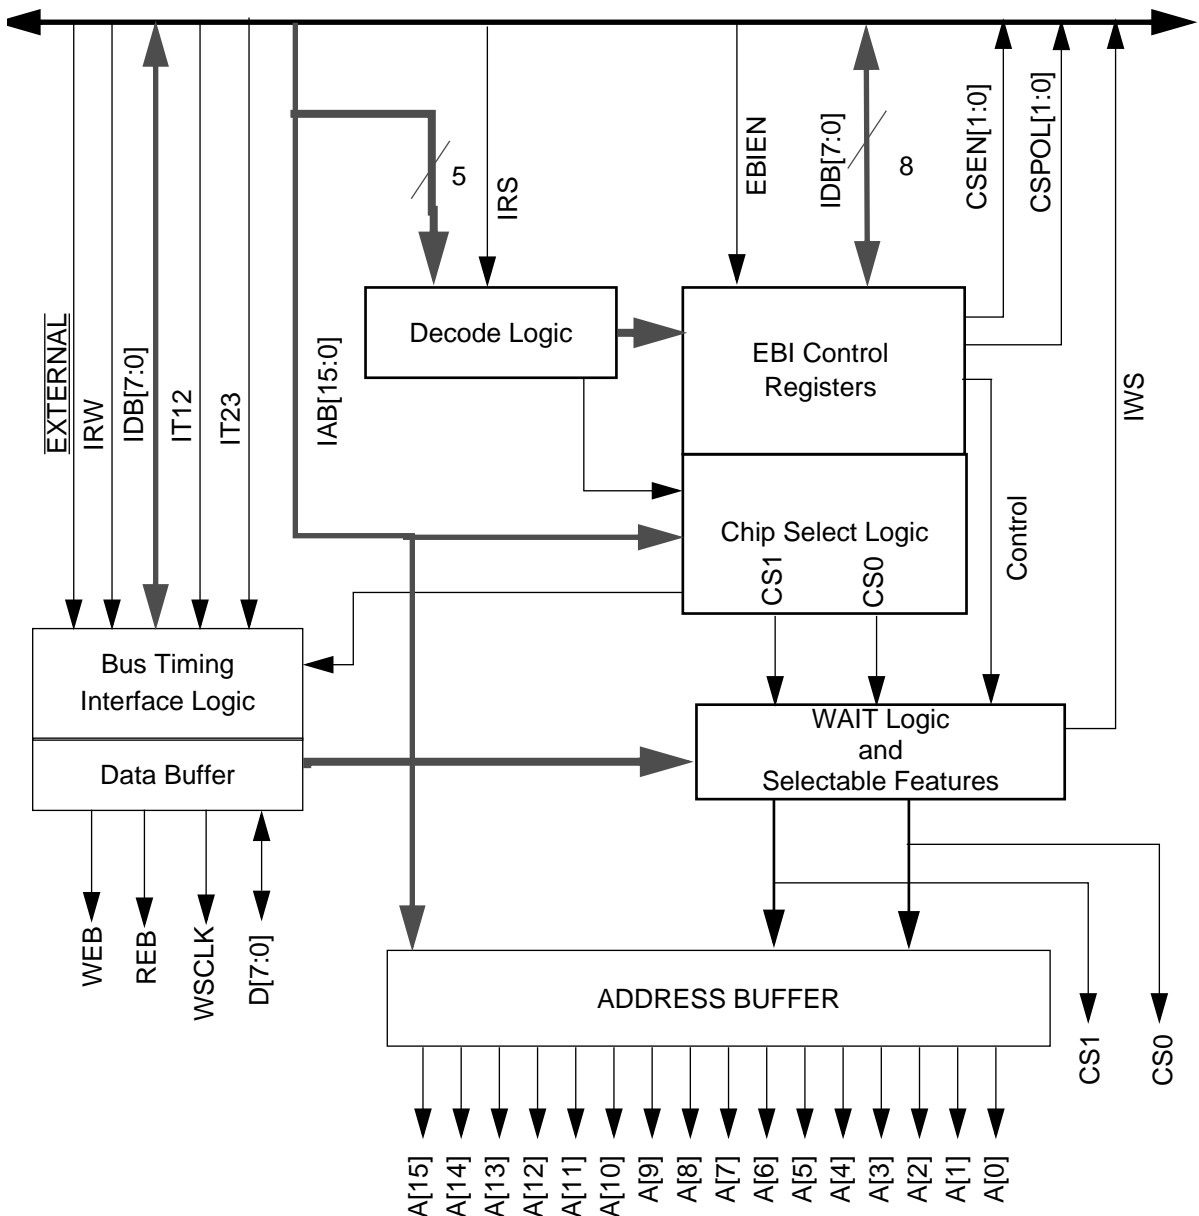 EXTERNAL
IRW
IDB[7:0]
IT12
IT23
IAB[15:0]
5
IRS
EBIEN
IDB[7:0]
8
CSEN[1:0]
CSPOL[1:0]
IWS
Decode Logic
EBI Control
Registers
Chip Select Logic
CS1
CS0
Control
Bus Timing
Interface Logic
Data Buffer
WAIT Logic
and
Selectable Features
WEB
REB
WSCLK
D[7:0]
ADDRESS BUFFER
CS1
CS0
A[15]
A[14]
A[13]
A[12]
A[11]
A[10]
A[9]
A[8]
A[7]
A[6]
A[5]
A[4]
A[3]
A[2]
A[1]
A[0]